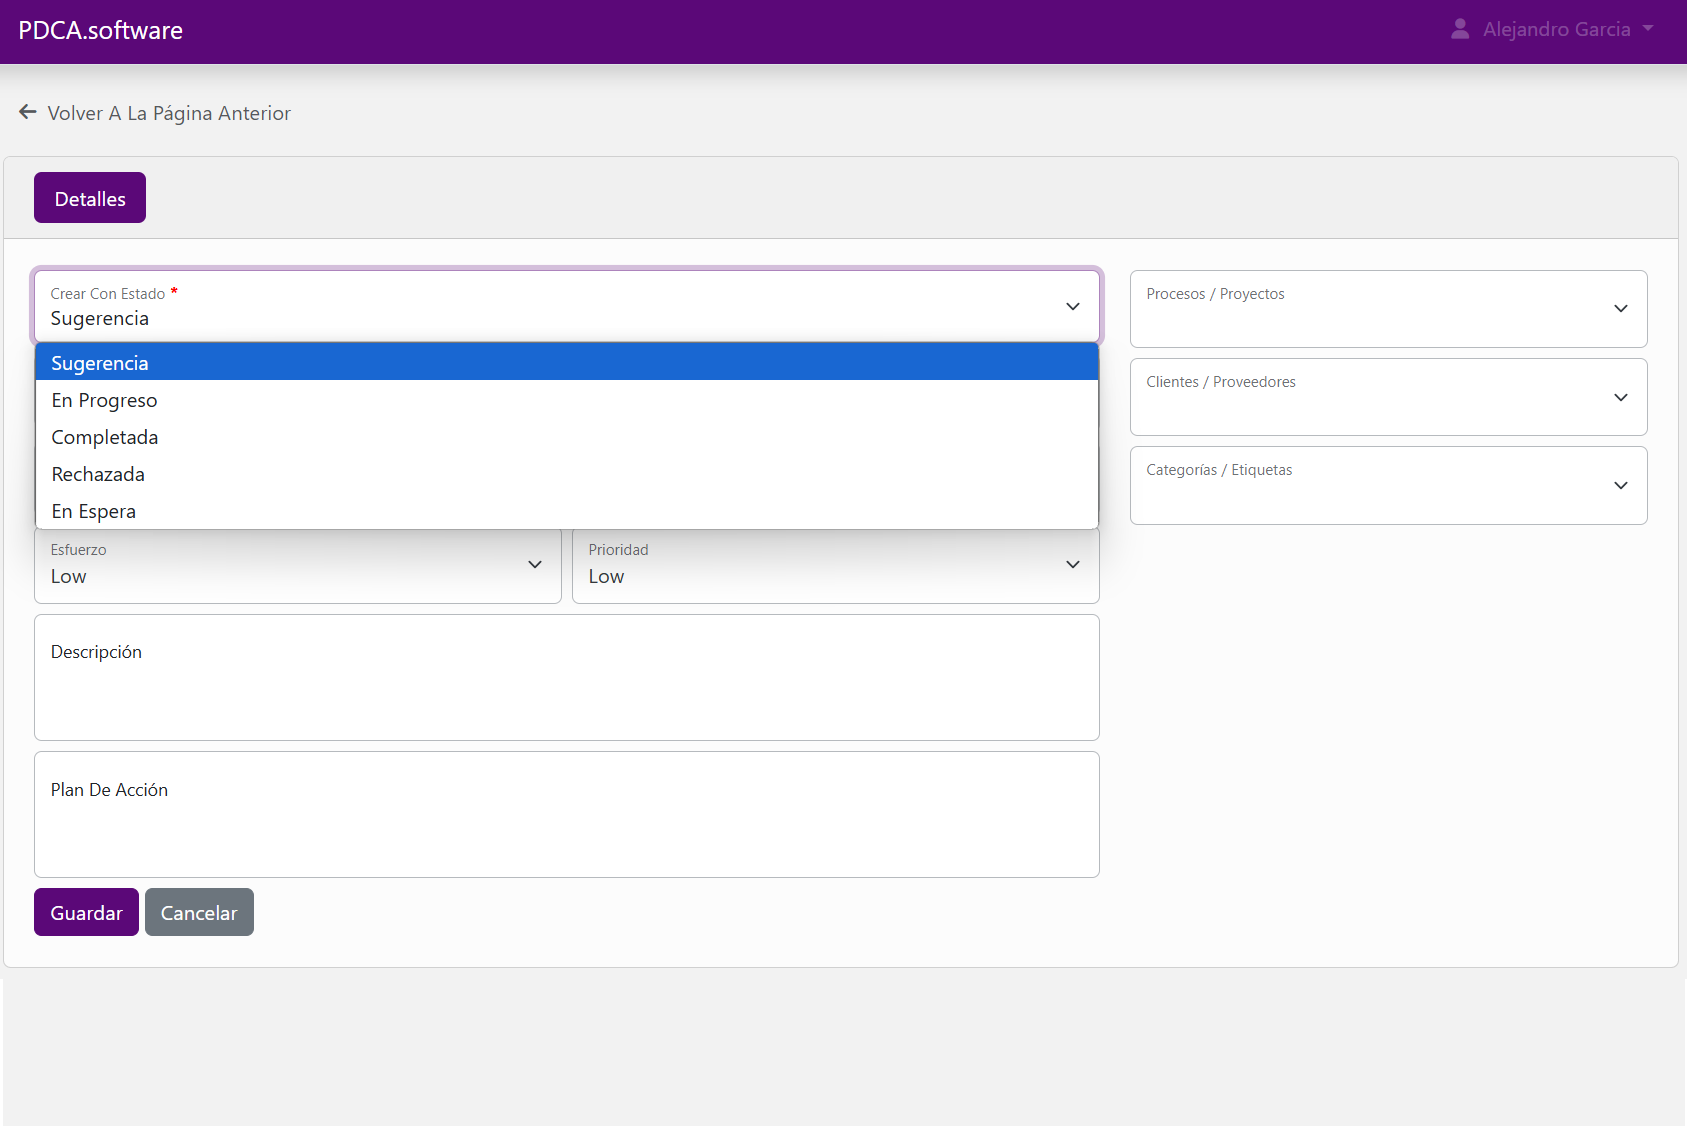 PDCA.software
Alejandro Garcia
Volver A La Página Anterior
Detalles
Crear Con Estado *
Sugerencia
Sugerencia
En Progreso
Completada
Rechazada
En Espera
Procesos / Proyectos
Clientes / Proveedores
Categorías / Etiquetas
Esfuerzo
Low
Prioridad
Low
Descripción
Plan De Acción
Guardar
Cancelar